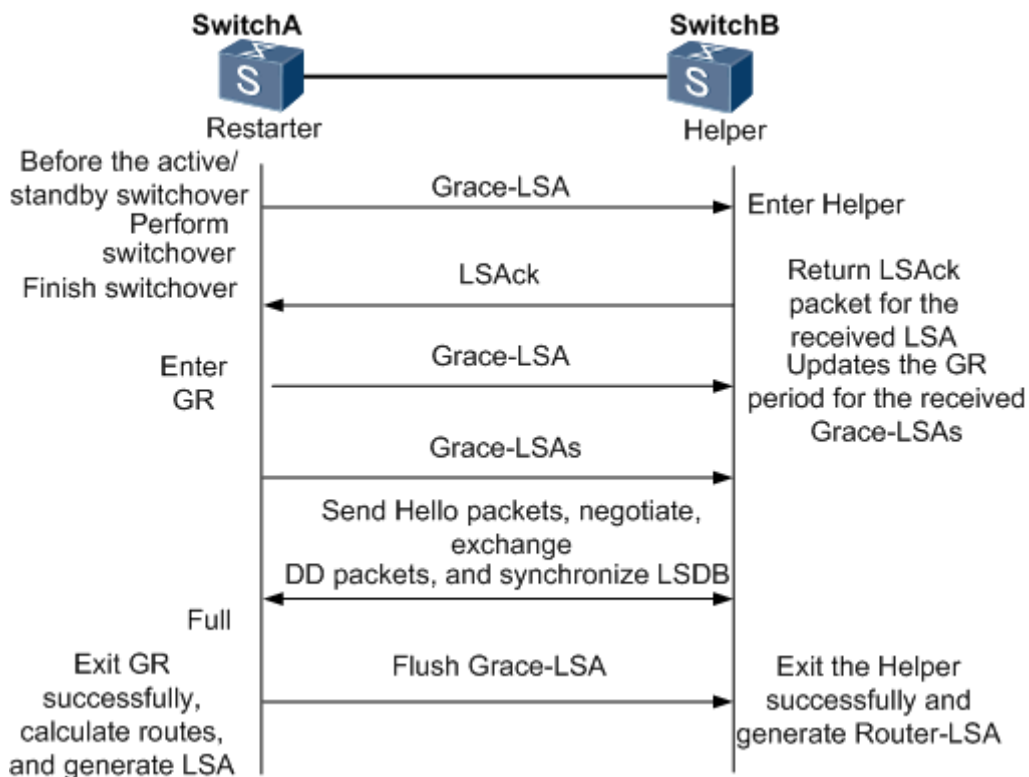 SwitchA
SwitchB
S
S
Restarter
Helper
Before the active/
standby switchover
Grace-LSA
Enter Helper
Perform
switchover
Finish switchover
LSAck
Return LSAck
packet for the
received LSA
Enter
GR
Grace-LSA
Updates the GR
period for the received
Grace-LSAs
Grace-LSAs
Send Hello packets, negotiate,
exchange
DD packets, and synchronize LSDB
Full
Exit GR
successfully,
calculate routes,
and generate LSA
Flush Grace-LSA
Exit the Helper
successfully and
generate Router-LSA